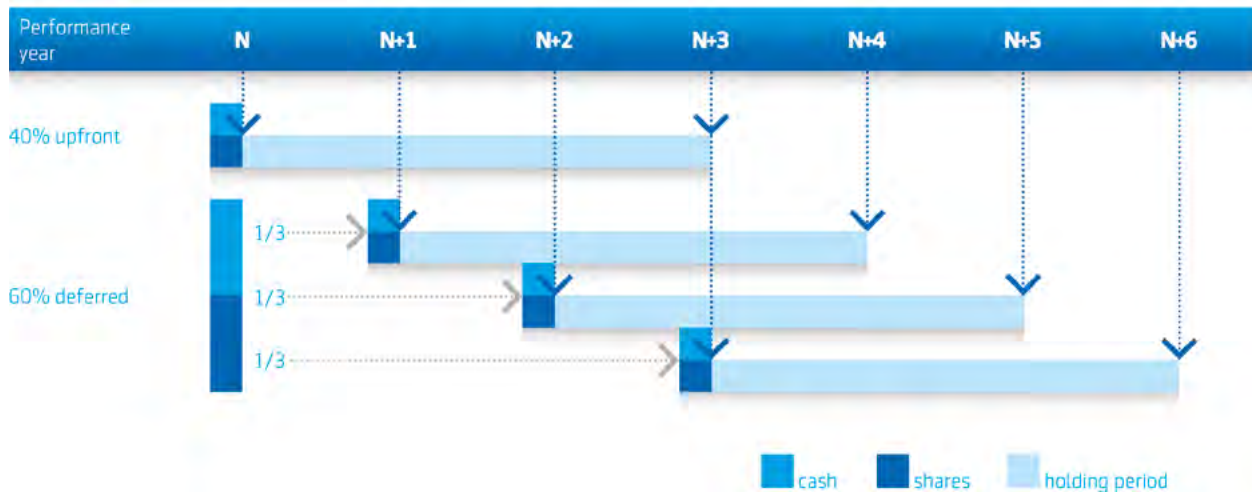 Performance
year
N
N+1
N+2
N+3
N+4
N+5
N+6
40% upfront
1/3
60% deferred
1/3
1/3
cash
shares
holding period